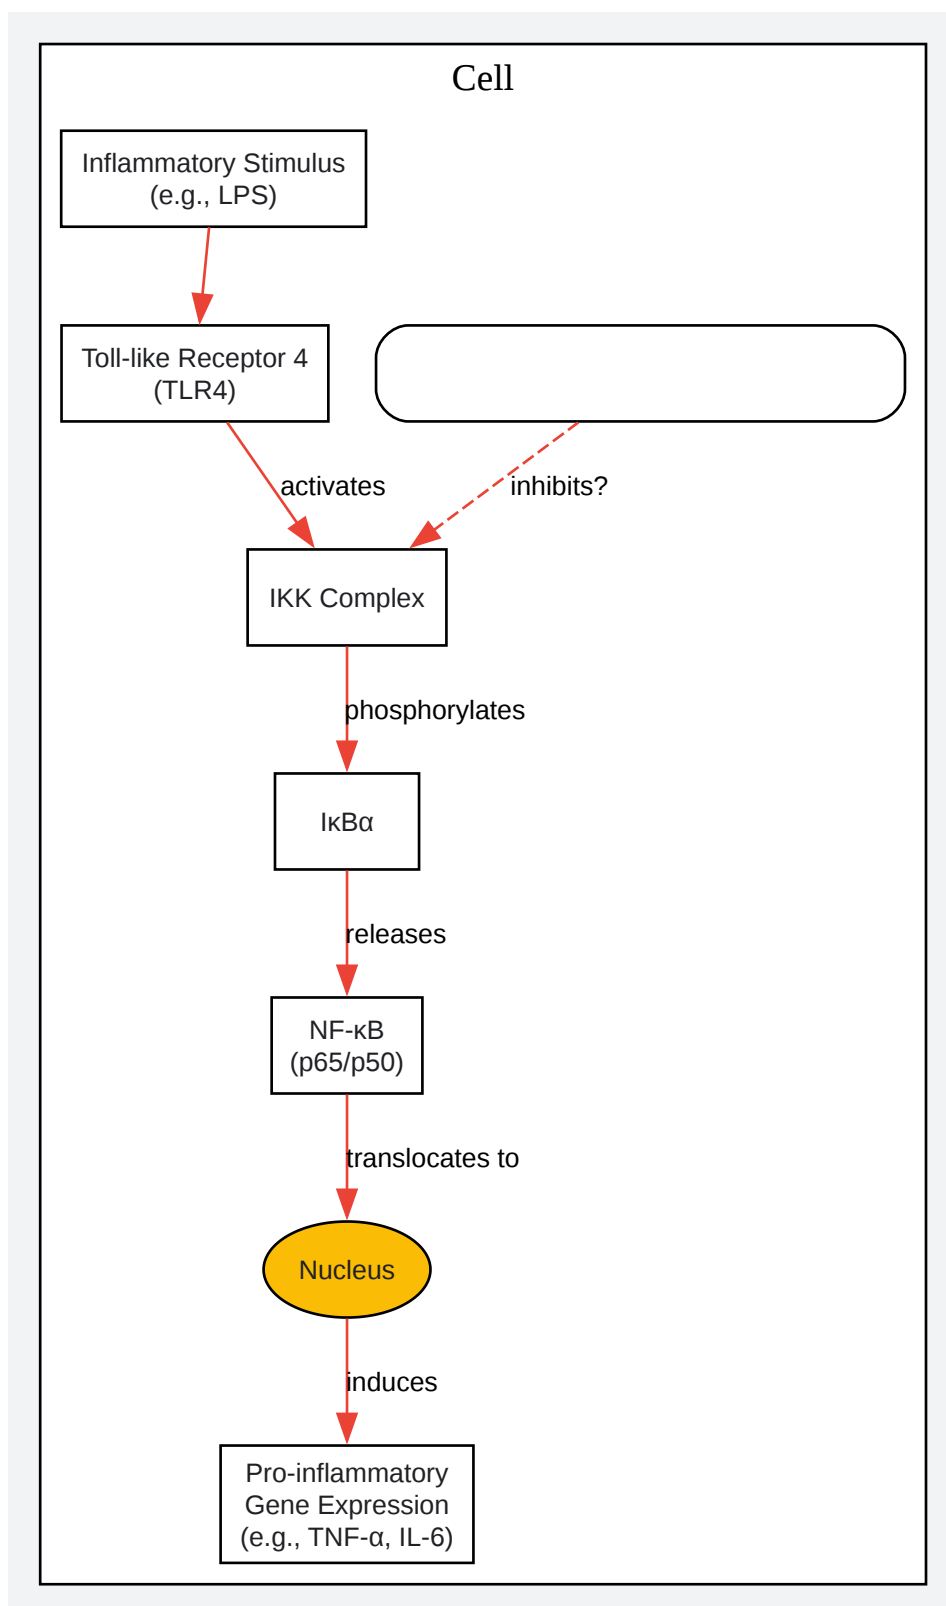 Cell
Inflammatory Stimulus
(e.g., LPS)
Toll-like Receptor 4
(TLR4)
activates
inhibits?
IKK Complex
phosphorylates
IκBα
releases
NF-κB
(p65/p50)
translocates to
Nucleus
induces
Pro-inflammatory
Gene Expression
(e.g., TNF-α, IL-6)